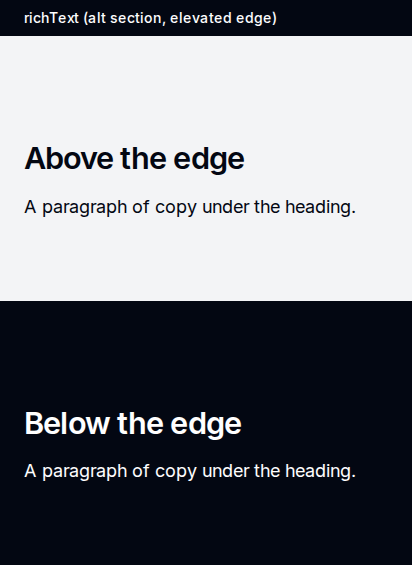 richText (alt section, elevated edge)
Above the edge
A paragraph of copy under the heading.
Below the edge
A paragraph of copy under the heading.